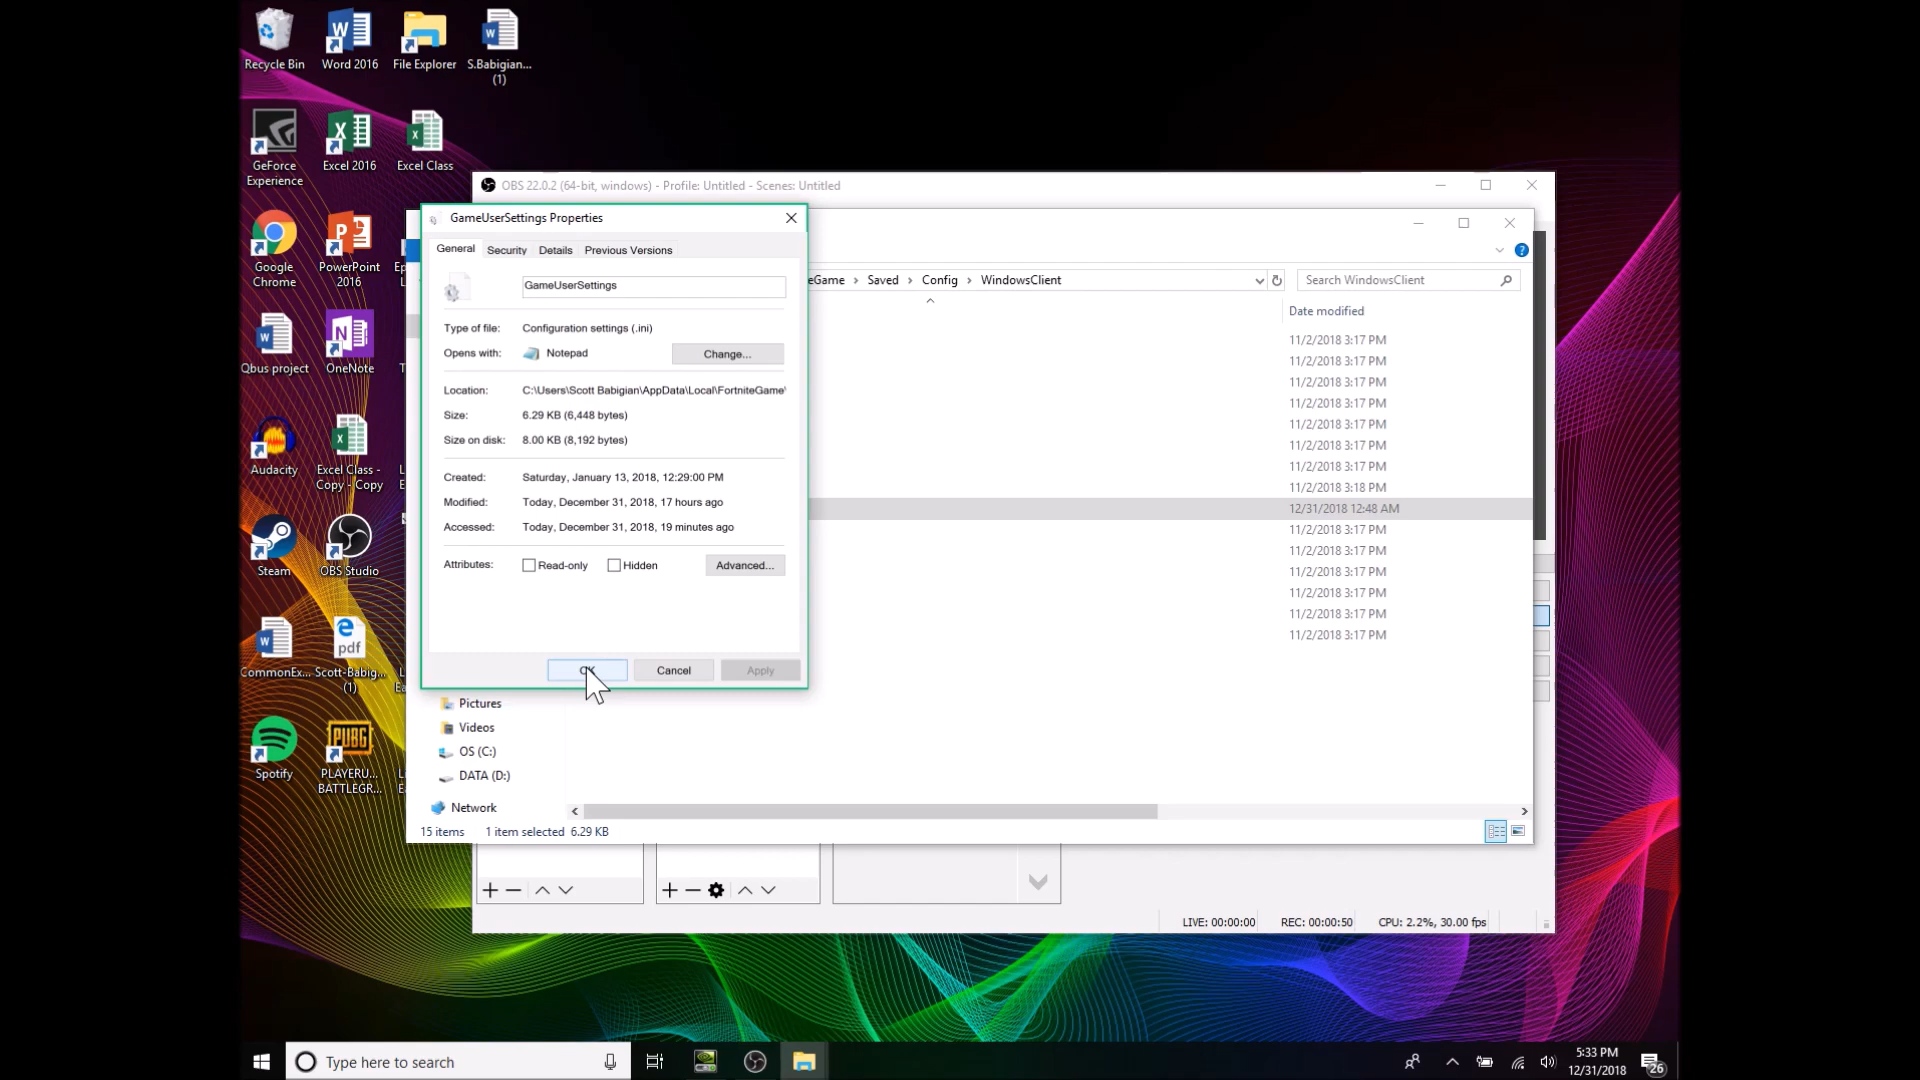 Recycle Bin
Word 2016
File Explorer
S.Babigian...
(1)
GeForce
Experience
Excel 2016
Excel Class
Google
Chrome
PowerPoint
2016
Ep
L
Qbus project
OneNote
T
Audacity
Excel Class -
Copy - Copy
L
E
Steam
OBS Studio
CommonEx...
pdf
Scott-Babig...
(1)
L
Ea
Spotify
PUBG
PLAYERU...
BATTLEGR...
Li
E
OBS 22.0.2 (64-bit, windows) - Profile: Untitled - Scenes: Untitled
GameUserSettings Properties
General Security Details Previous Versions
GameUserSettings
Type of file: Configuration settings (.ini)
Opens with: Notepad Change...
Location: C:\Users\Scott Babigian\AppData\Local\FortniteGame\
Size: 6.29 KB (6,448 bytes)
Size on disk: 8.00 KB (8,192 bytes)
Created: Saturday, January 13, 2018, 12:29:00 PM
Modified: Today, December 31, 2018, 17 hours ago
Accessed: Today, December 31, 2018, 19 minutes ago
Attributes: Read-only Hidden Advanced...
OK Cancel Apply
eGame > Saved > Config > WindowsClient
Search WindowsClient
Date modified
11/2/2018 3:17 PM
11/2/2018 3:17 PM
11/2/2018 3:17 PM
11/2/2018 3:17 PM
11/2/2018 3:17 PM
11/2/2018 3:17 PM
11/2/2018 3:17 PM
11/2/2018 3:18 PM
12/31/2018 12:48 AM
11/2/2018 3:17 PM
11/2/2018 3:17 PM
11/2/2018 3:17 PM
11/2/2018 3:17 PM
11/2/2018 3:17 PM
11/2/2018 3:17 PM
Pictures
Videos
OS (C:)
DATA (D:)
Network
15 items 1 item selected 6.29 KB
LIVE: 00:00:00 REC: 00:00:50 CPU: 2.2%, 30.00 fps
Type here to search
5:33 PM
12/31/2018
26